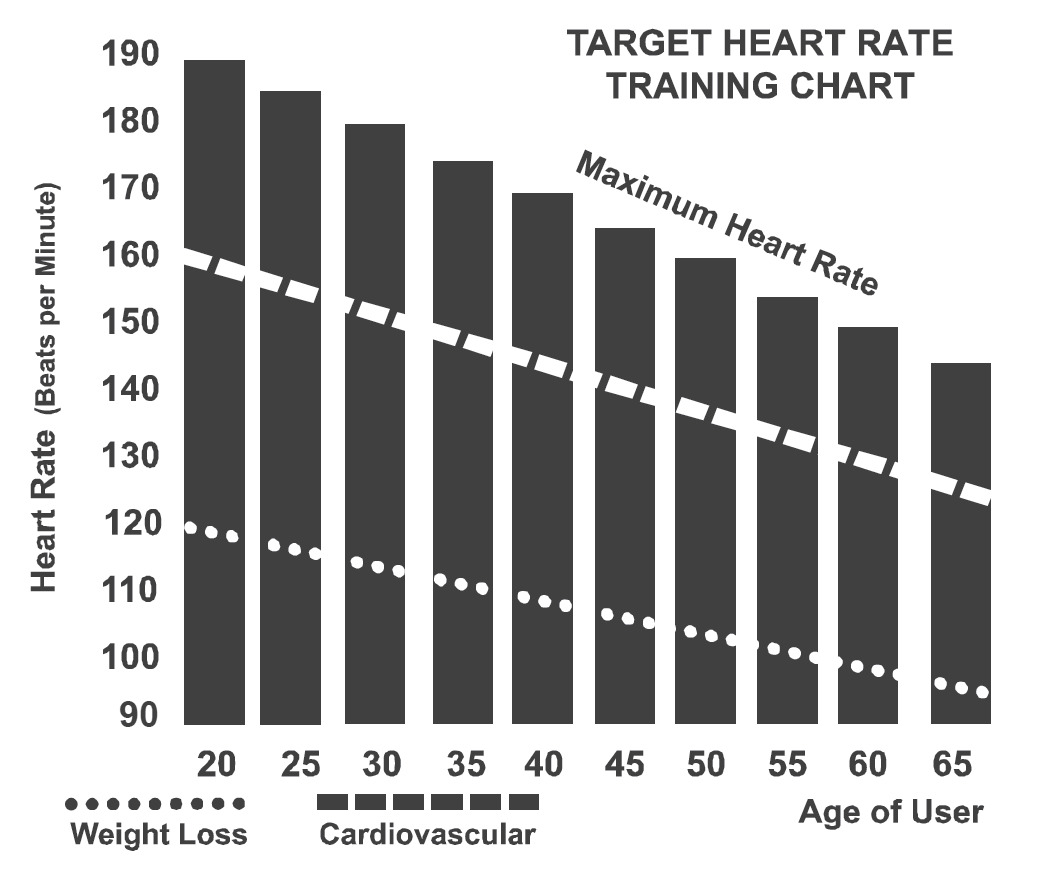 TARGET HEART RATE
TRAINING CHART
190
180
170
160
150
140
130
120
110
100
90
Heart Rate (Beats per Minute)
Maximum Heart Rate
20 25 30 35 40 45 50 55 60 65
Age of User
Weight Loss
Cardiovascular